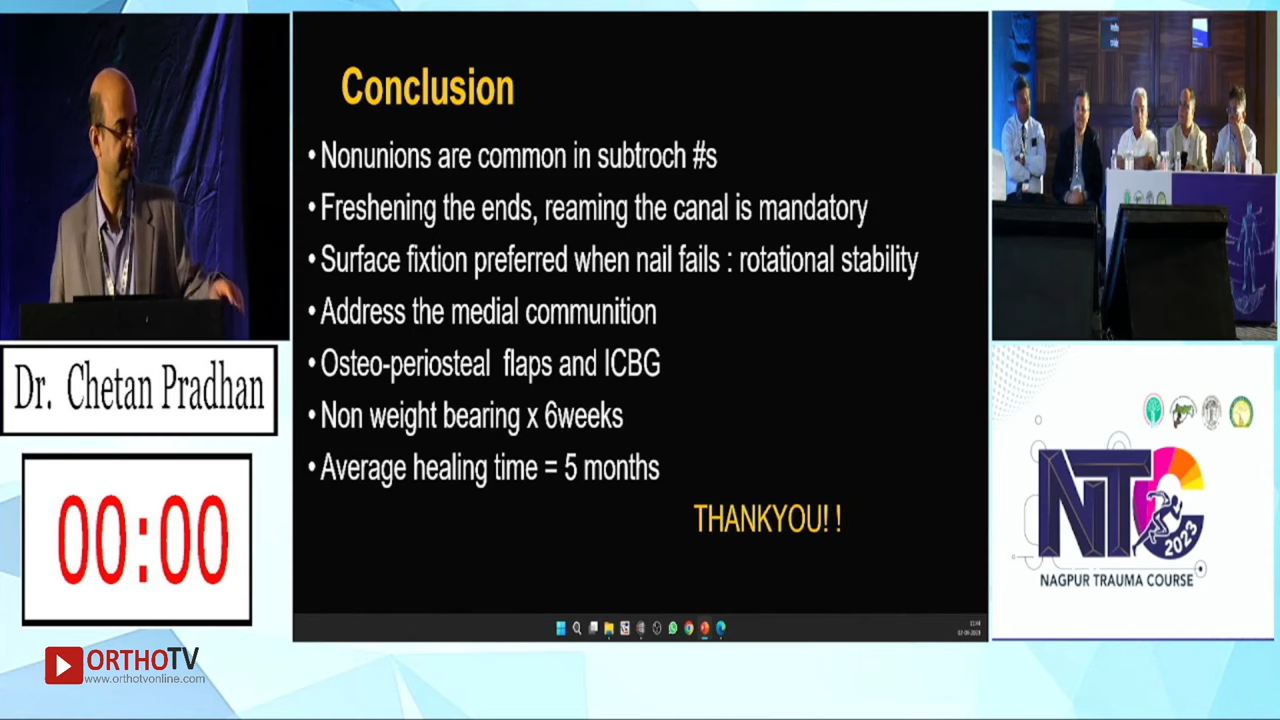 Conclusion
• Nonunions are common in subtroch #s
• Freshening the ends, reaming the canal is mandatory
• Surface fixtion preferred when nail fails : rotational stability
• Address the medial communition
• Osteo-periosteal flaps and ICBG
• Non weight bearing x 6weeks
• Average healing time = 5 months
THANKYOU! !
Dr. Chetan Pradhan
00:00
ORTHOTV
www.orthotvonline.com
NTC
2023
NAGPUR TRAUMA COURSE